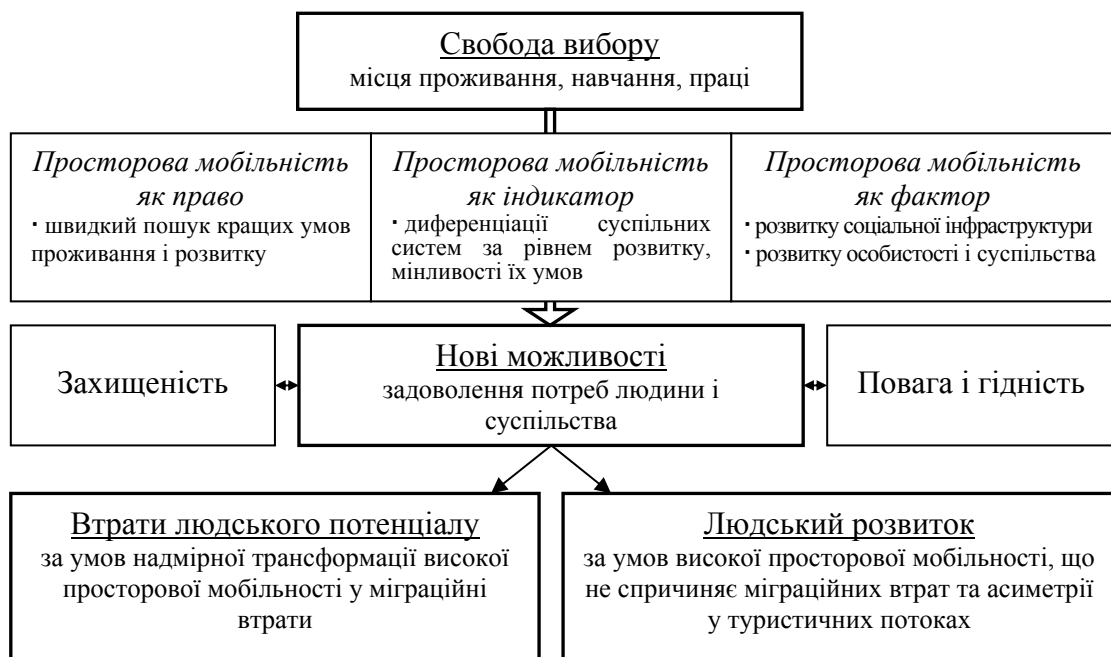 Свобода вибору
місця проживання, навчання, праці
Просторова мобільність
як право
· швидкий пошук кращих умов
проживання і розвитку
Просторова мобільність
як індикатор
· диференціації суспільних
систем за рівнем розвитку,
мінливості їх умов
Просторова мобільність
як фактор
· розвитку соціальної інфраструктури
· розвитку особистості і суспільства
Захищеність
Нові можливості
задоволення потреб людини і
суспільства
Повага і гідність
Втрати людського потенціалу
за умов надмірної трансформації високої
просторової мобільності у міграційні
втрати
Людський розвиток
за умов високої просторової мобільності, що
не спричиняє міграційних втрат та асиметрії
у туристичних потоках